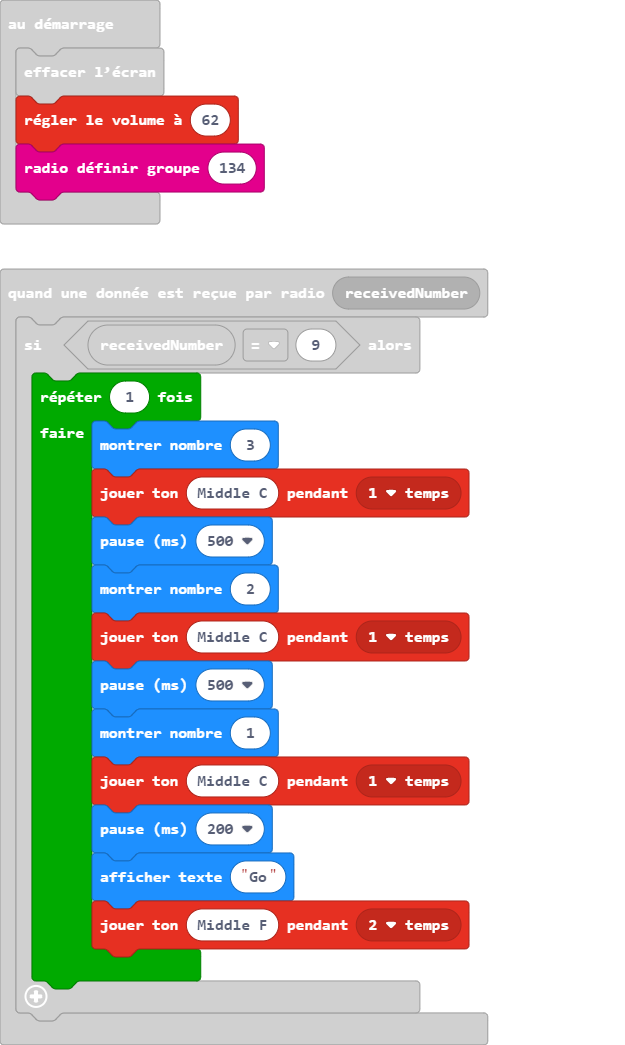 au démarrage
effacer l'écran
régler le volume à 62
radio définir groupe 134
quand une donnée est reçue par radio receivedNumber
si receivedNumber = 9 alors
répéter 1 fois
faire
montrer nombre 3
jouer ton Middle C pendant 1 temps
pause (ms) 500
montrer nombre 2
jouer ton Middle C pendant 1 temps
pause (ms) 500
montrer nombre 1
jouer ton Middle C pendant 1 temps
pause (ms) 200
afficher texte "Go"
jouer ton Middle F pendant 2 temps